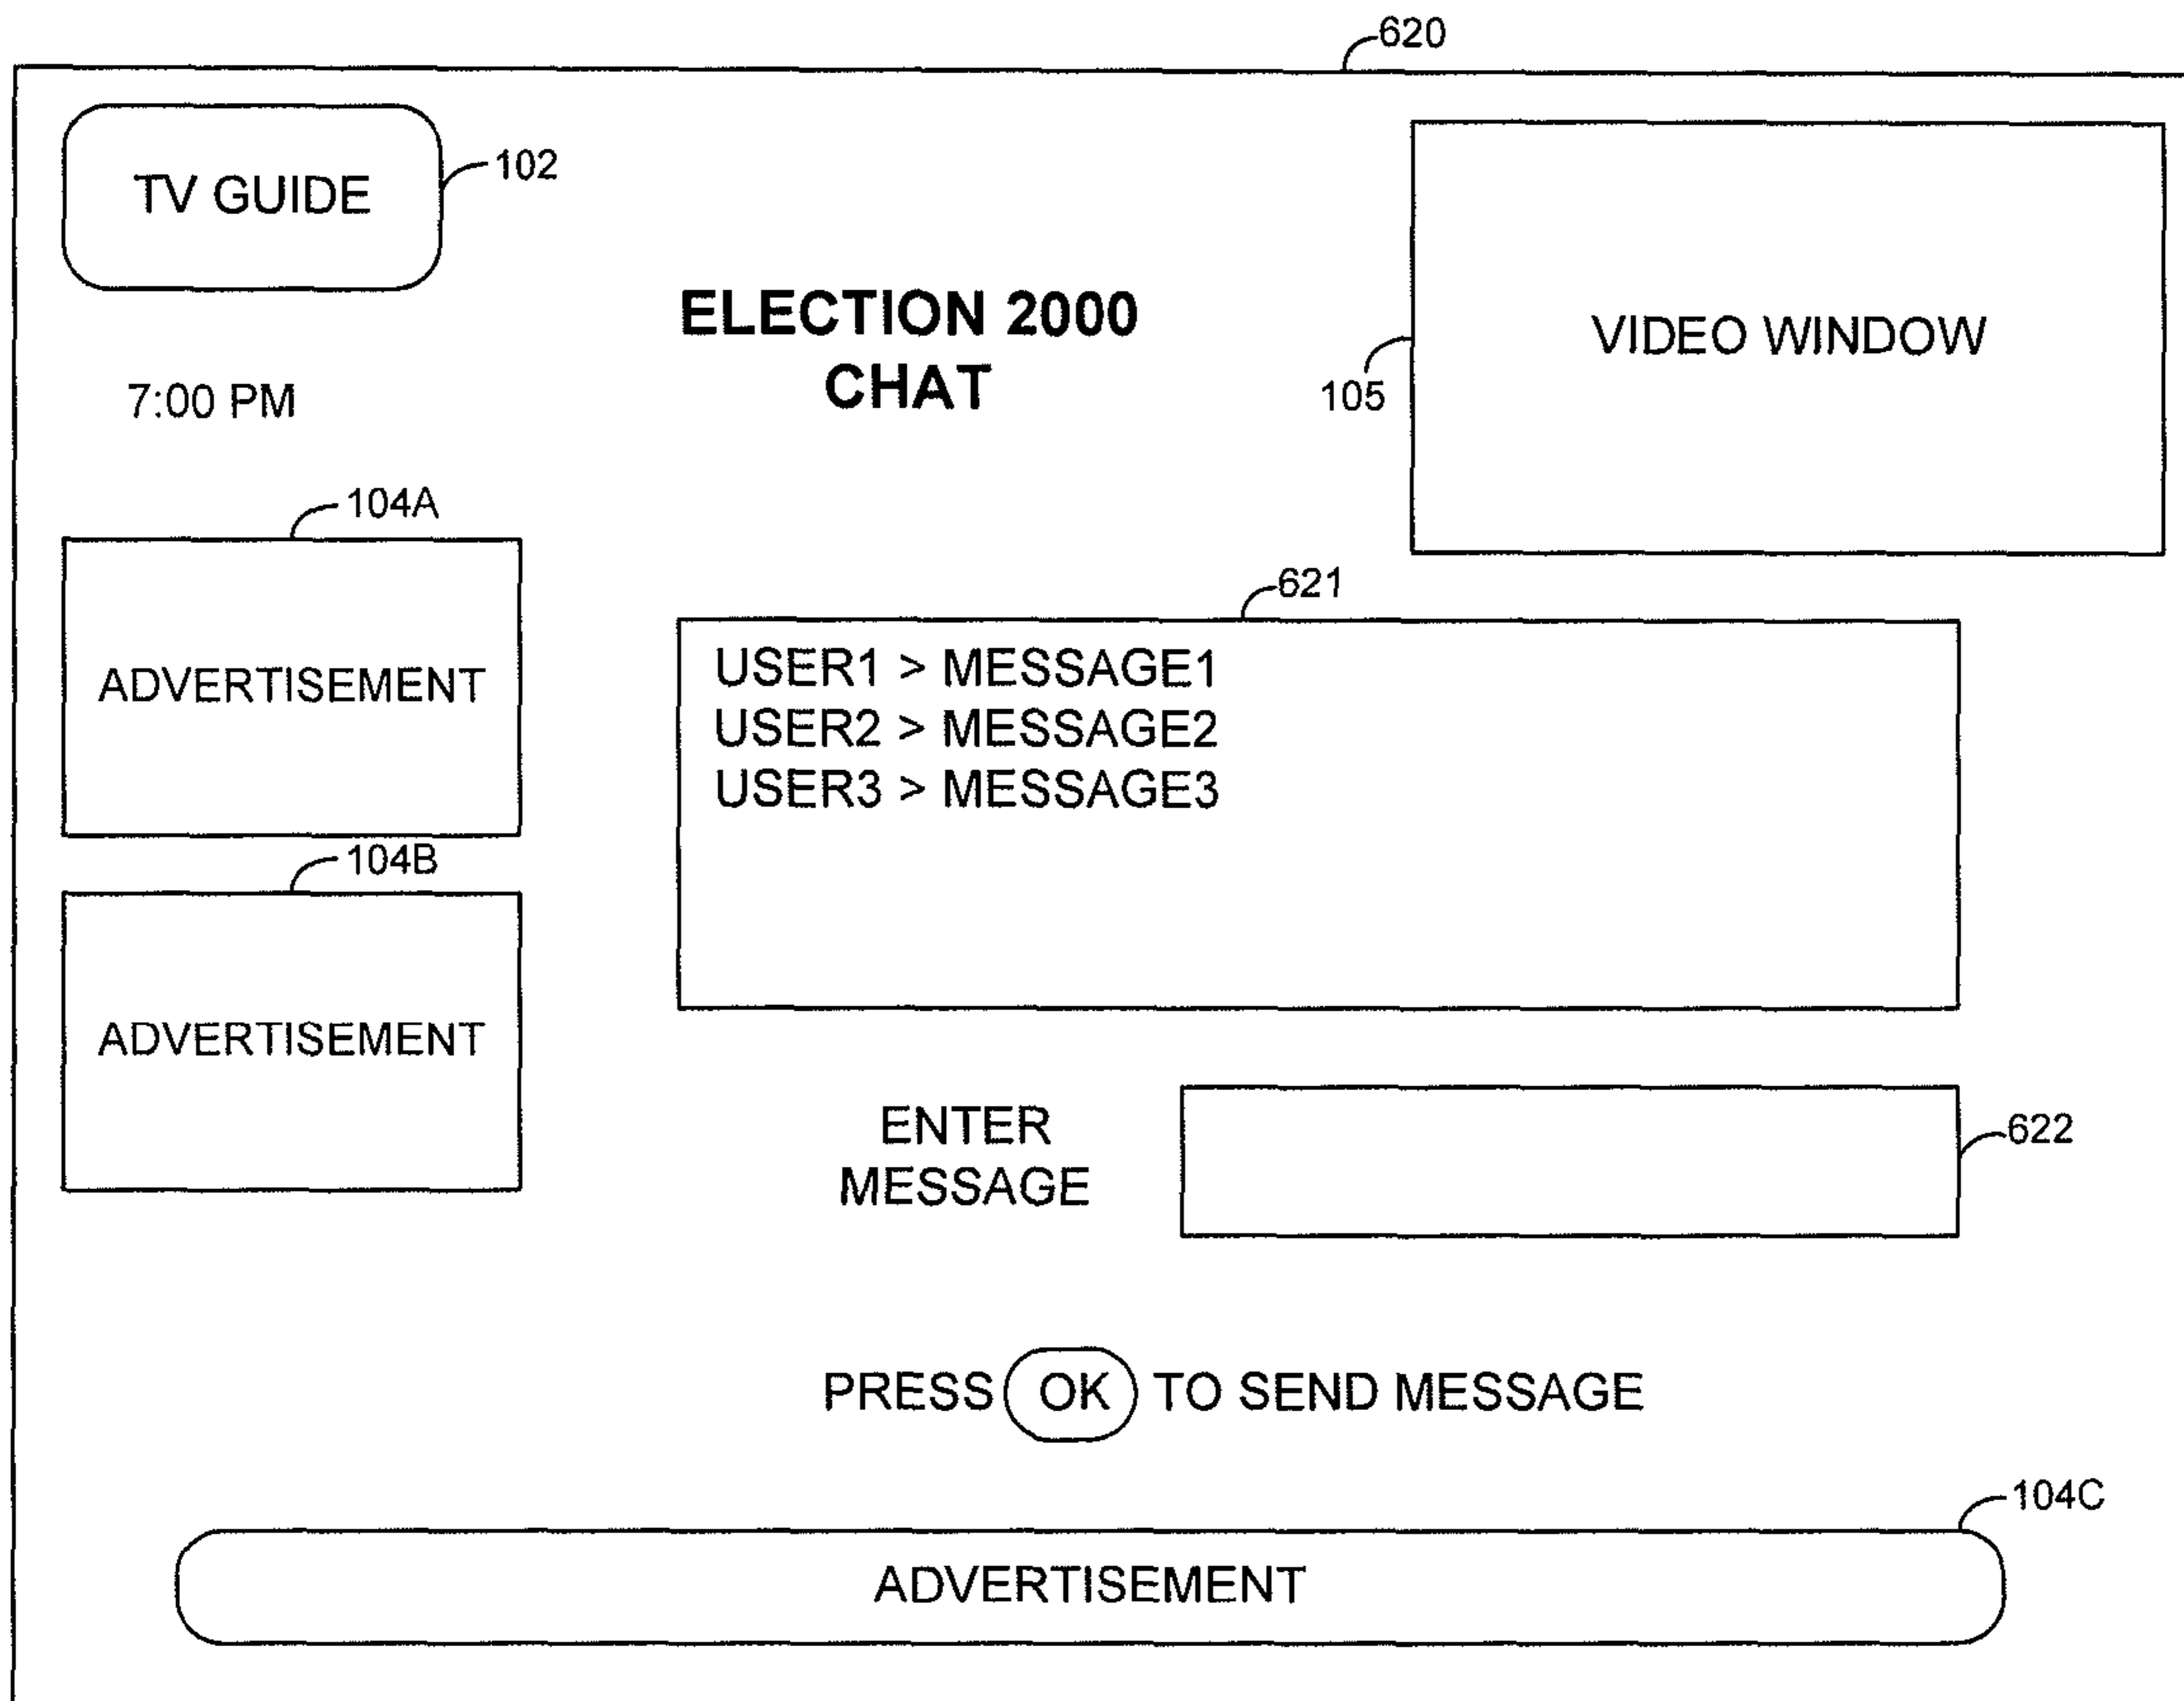 620
TV GUIDE
102
ELECTION 2000
CHAT
7:00 PM
VIDEO WINDOW
105
104A
ADVERTISEMENT
621
USER1 > MESSAGE1
USER2 > MESSAGE2
USER3 > MESSAGE3
104B
ADVERTISEMENT
ENTER
MESSAGE
622
PRESS OK TO SEND MESSAGE
104C
ADVERTISEMENT